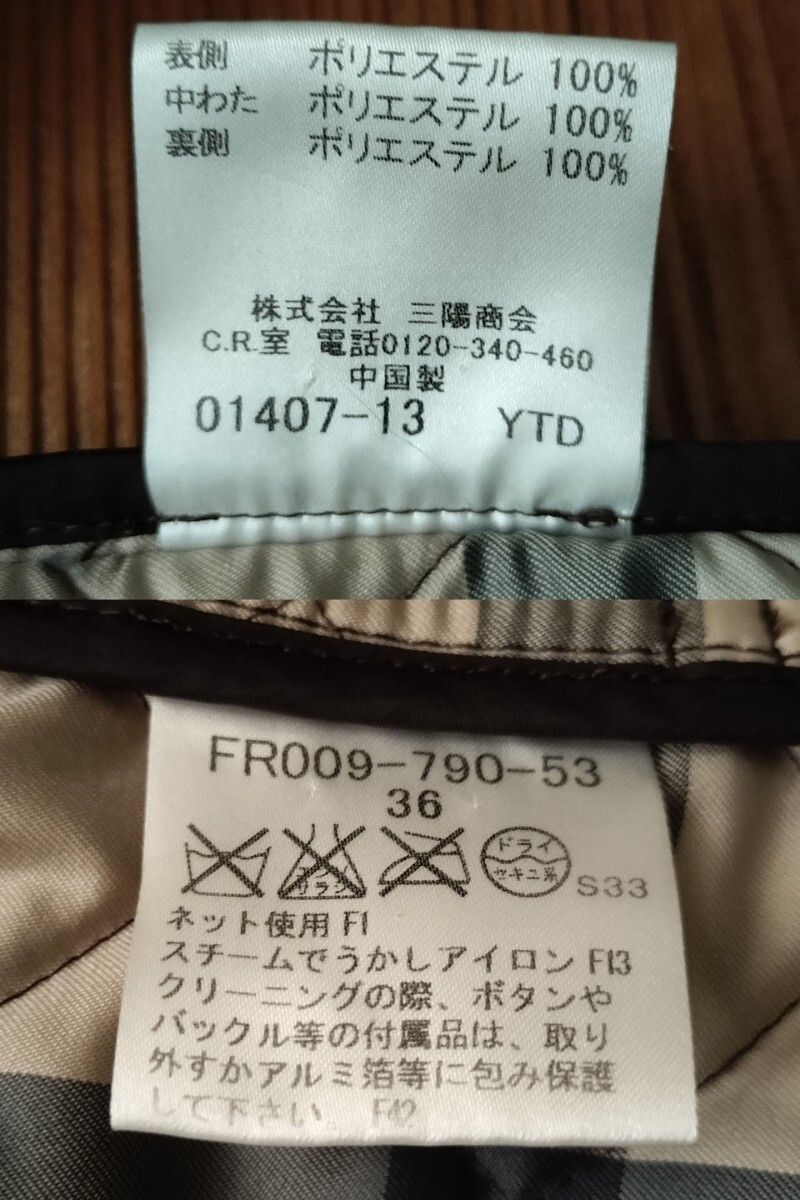 表側 ポリエステル 100%
中わた ポリエステル 100%
裏側 ポリエステル 100%
株式会社 三陽商会
C.R.室 電話0120-340-460
中国製
01407-13 YTD
FR009-790-53
36
エンソ
サラシ
ドライ
セキユ系
S33
ネット使用 F1
スチームでうかしアイロン F13
クリーニングの際、ボタンや
バックル等の付属品は、取り
外すかアルミ箔等に包み保護
して下さい F42